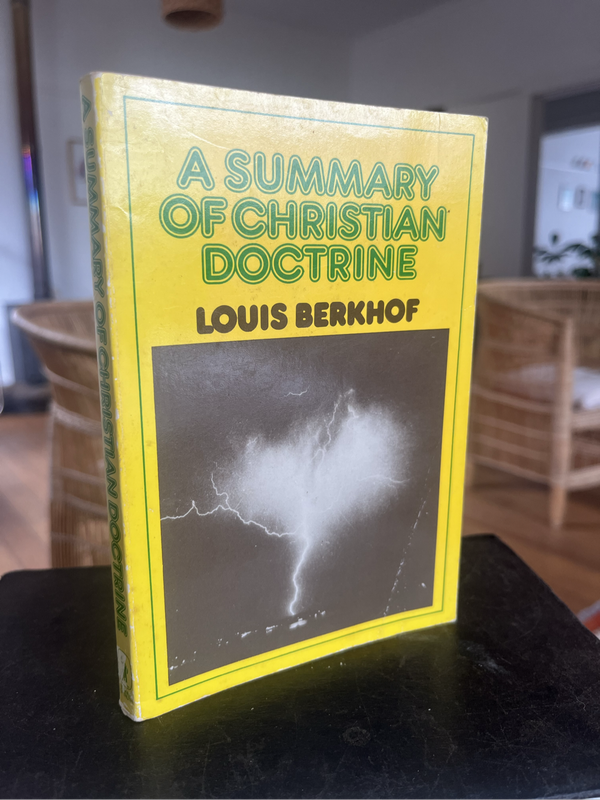 A SUMMARY
OF CHRISTIAN
DOCTRINE
LOUIS BERKHOF
A SUMMARY OF CHRISTIAN DOCTRINE